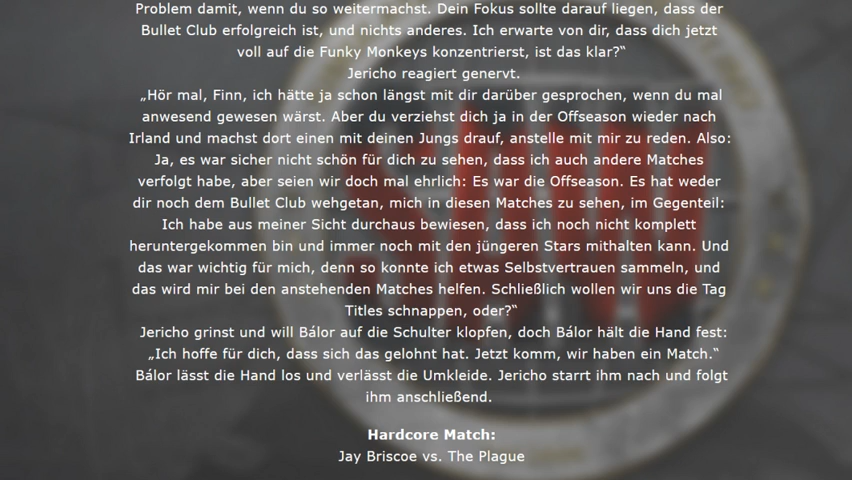 Problem damit, wenn du so weitermachst. Dein Fokus sollte darauf liegen, dass der
Bullet Club erfolgreich ist, und nichts anderes. Ich erwarte von dir, dass dich jetzt
voll auf die Funky Monkeys konzentrierst, ist das klar?“
Jericho reagiert genervt.
„Hör mal, Finn, ich hätte ja schon längst mit dir darüber gesprochen, wenn du mal
anwesend gewesen wärst. Aber du verziehst dich ja in der Offseason wieder nach
Irland und machst dort einen mit deinen Jungs drauf, anstelle mit mir zu reden. Also:
Ja, es war sicher nicht schön für dich zu sehen, dass ich auch andere Matches
verfolgt habe, aber seien wir doch mal ehrlich: Es war die Offseason. Es hat weder
dir noch dem Bullet Club wehgetan, mich in diesen Matches zu sehen, im Gegenteil:
Ich habe aus meiner Sicht durchaus bewiesen, dass ich noch nicht komplett
heruntergekommen bin und immer noch mit den jüngeren Stars mithalten kann. Und
das war wichtig für mich, denn so konnte ich etwas Selbstvertrauen sammeln, und
das wird mir bei den anstehenden Matches helfen. Schließlich wollen wir uns die Tag
Titles schnappen, oder?“
Jericho grinst und will Bálor auf die Schulter klopfen, doch Bálor hält die Hand fest:
„Ich hoffe für dich, dass sich das gelohnt hat. Jetzt komm, wir haben ein Match.“
Bálor lässt die Hand los und verlässt die Umkleide. Jericho starrt ihm nach und folgt
ihm anschließend.
Hardcore Match:
Jay Briscoe vs. The Plague